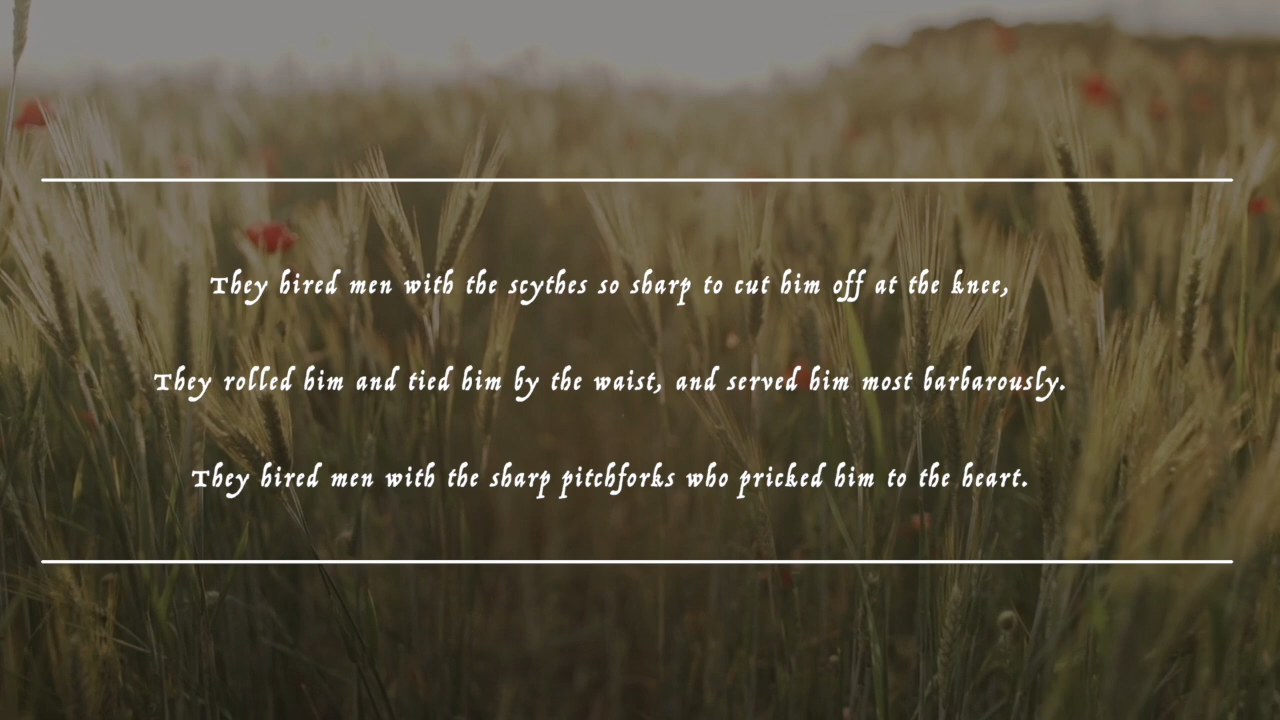 They hired men with the scythes so sharp to cut him off at the knee,
They rolled him and tied him by the waist, and served him most barbarously.
They hired men with the sharp pitchforks who pricked him to the heart.